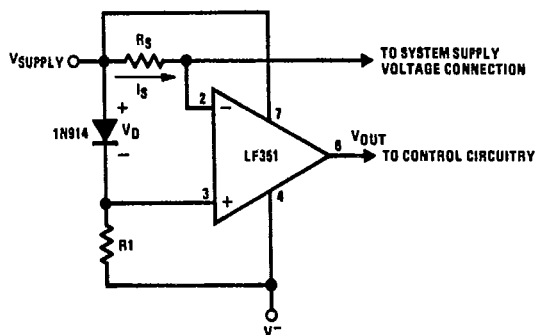 VSUPPLY
RS
IS
TO SYSTEM SUPPLY
VOLTAGE CONNECTION
2
−
7
+
1N914
VD
−
LF351
6
VOUT
TO CONTROL CIRCUITRY
3
+
4
R1
V−